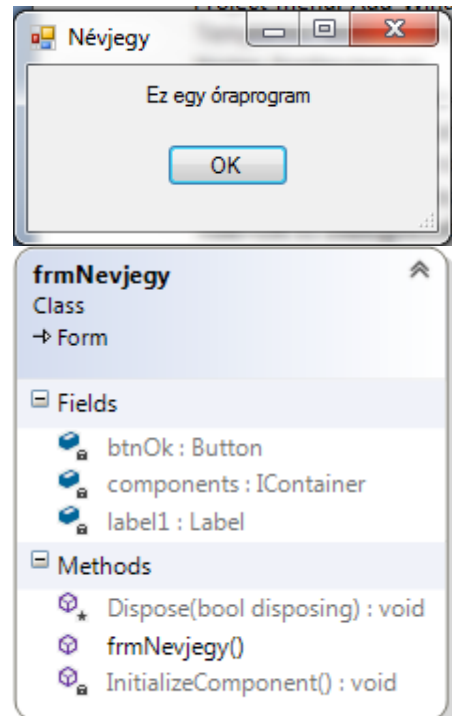 Névjegy
Ez egy óraprogram
OK
frmNevjegy
Class
Form
Fields
btnOk : Button
components : IContainer
label1 : Label
Methods
Dispose(bool disposing) : void
frmNevjegy()
InitializeComponent() : void